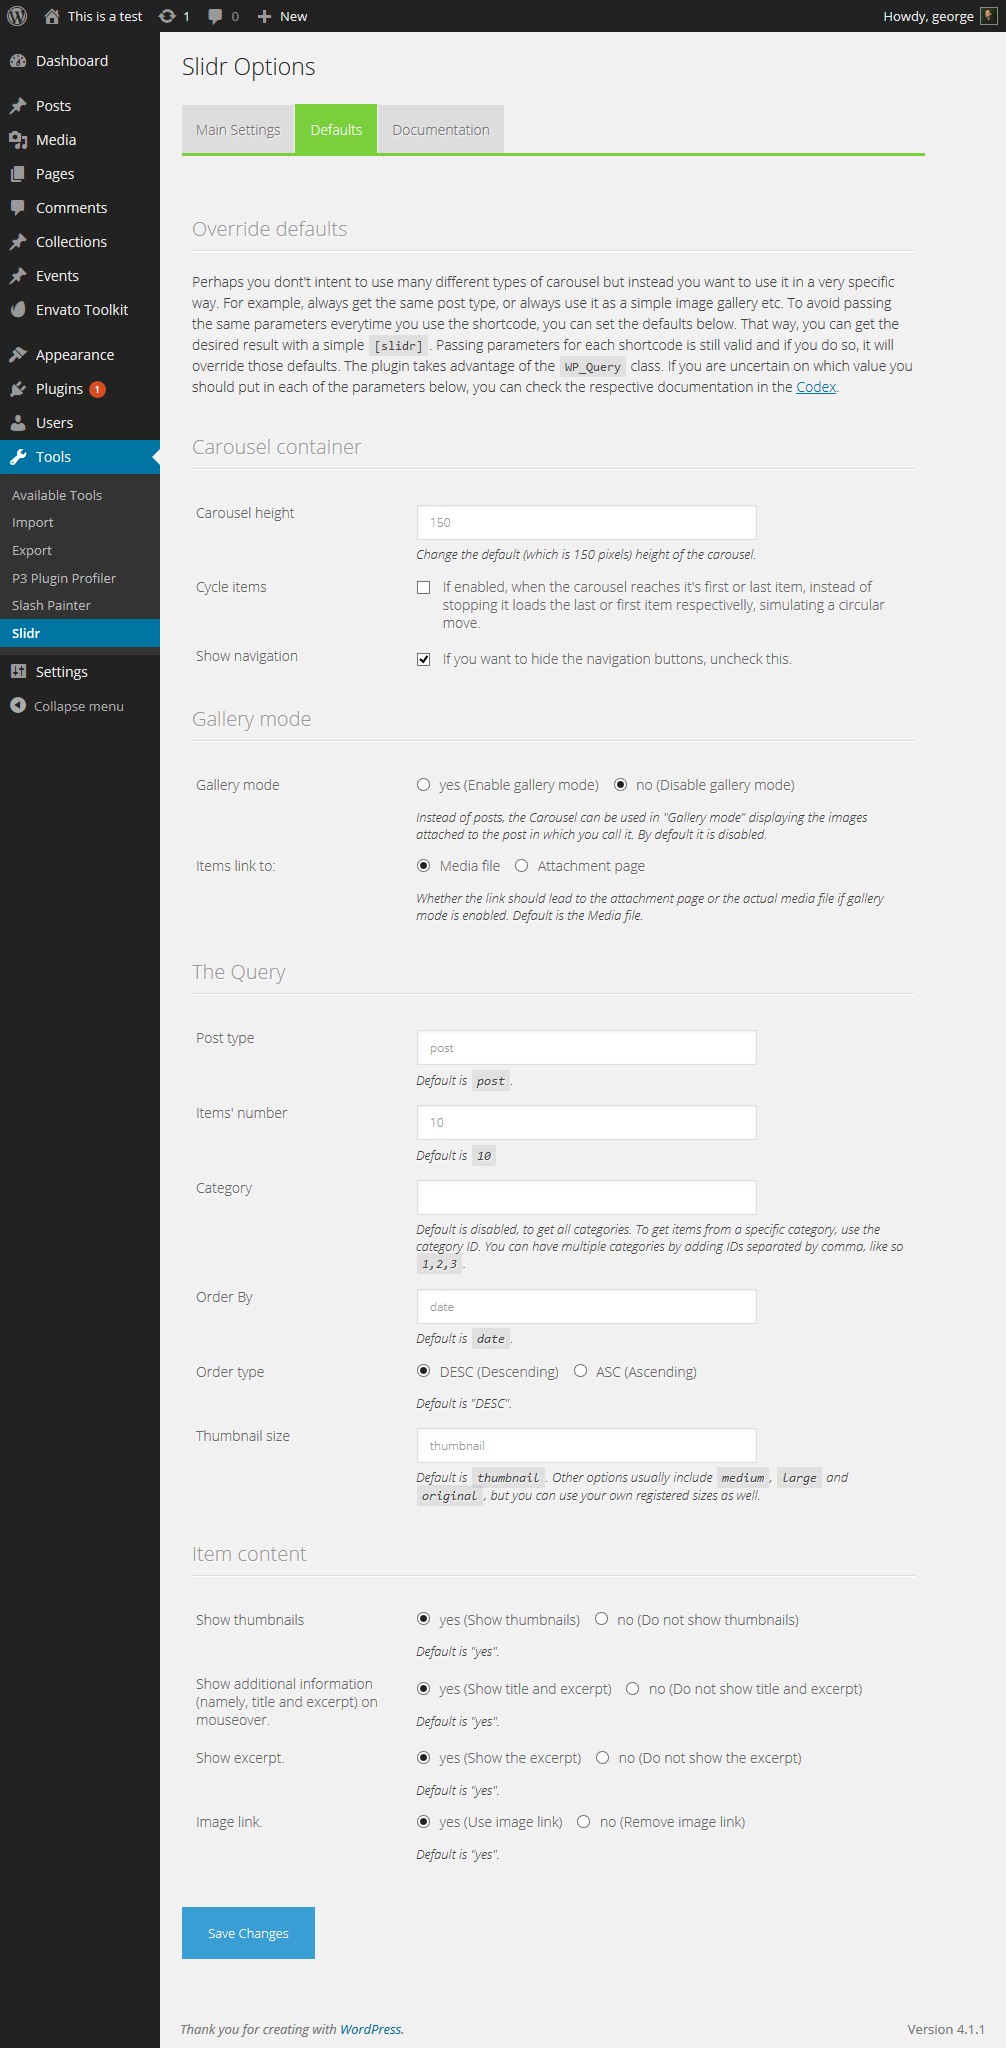 This is a test 1 0 New Howdy, george
Dashboard
Posts
Media
Pages
Comments
Collections
Events
Envato Toolkit
Appearance
Plugins 1
Users
Tools
Available Tools
Import
Export
P3 Plugin Profiler
Slash Painter
Slidr
Settings
Collapse menu
Slidr Options
Main Settings Defaults Documentation
Override defaults
Perhaps you dont't intent to use many different types of carousel but instead you want to use it in a very specific
way. For example, always get the same post type, or always use it as a simple image gallery etc. To avoid passing
the same parameters everytime you use the shortcode, you can set the defaults below. That way, you can get the
desired result with a simple [slidr]. Passing parameters for each shortcode is still valid and if you do so, it will
override those defaults. The plugin takes advantage of the WP_Query class. If you are uncertain on which value you
should put in each of the parameters below, you can check the respective documentation in the Codex.
Carousel container
Carousel height 150
Change the default (which is 150 pixels) height of the carousel.
Cycle items If enabled, when the carousel reaches it's first or last item, instead of
stopping it loads the last or first item respectivelly, simulating a circular
move.
Show navigation If you want to hide the navigation buttons, uncheck this.
Gallery mode
Gallery mode yes (Enable gallery mode) no (Disable gallery mode)
Instead of posts, the Carousel can be used in "Gallery mode" displaying the images
attached to the post in which you call it. By default it is disabled.
Items link to: Media file Attachment page
Whether the link should lead to the attachment page or the actual media file if gallery
mode is enabled. Default is the Media file.
The Query
Post type post
Default is post.
Items' number 10
Default is 10
Category
Default is disabled, to get all categories. To get items from a specific category, use the
category ID. You can have multiple categories by adding IDs separated by comma, like so
1,2,3.
Order By date
Default is date.
Order type DESC (Descending) ASC (Ascending)
Default is "DESC".
Thumbnail size thumbnail
Default is thumbnail. Other options usually include medium, large and
original, but you can use your own registered sizes as well.
Item content
Show thumbnails yes (Show thumbnails) no (Do not show thumbnails)
Default is "yes".
Show additional information
(namely, title and excerpt) on
mouseover.
yes (Show title and excerpt) no (Do not show title and excerpt)
Default is "yes".
Show excerpt. yes (Show the excerpt) no (Do not show the excerpt)
Default is "yes".
Image link. yes (Use image link) no (Remove image link)
Default is "yes".
Save Changes
Thank you for creating with WordPress. Version 4.1.1